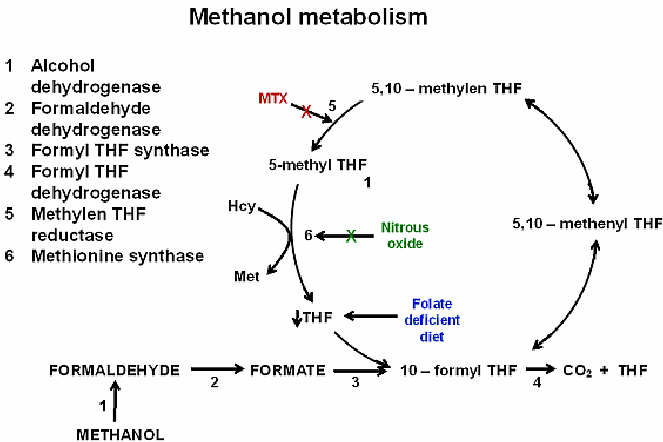 Methanol metabolism
1 Alcohol
dehydrogenase
2 Formaldehyde
dehydrogenase
3 Formyl THF synthase
4 Formyl THF
dehydrogenase
5 Methylen THF
reductase
6 Methionine synthase
5,10 – methylen THF
MTX
X
5
5-methyl THF
1
Hcy
6
X
Nitrous
oxide
5,10 – methenyl THF
Met
THF
Folate
deficient
diet
FORMALDEHYDE
2
FORMATE
3
10 – formyl THF
4
CO₂ + THF
1
METHANOL